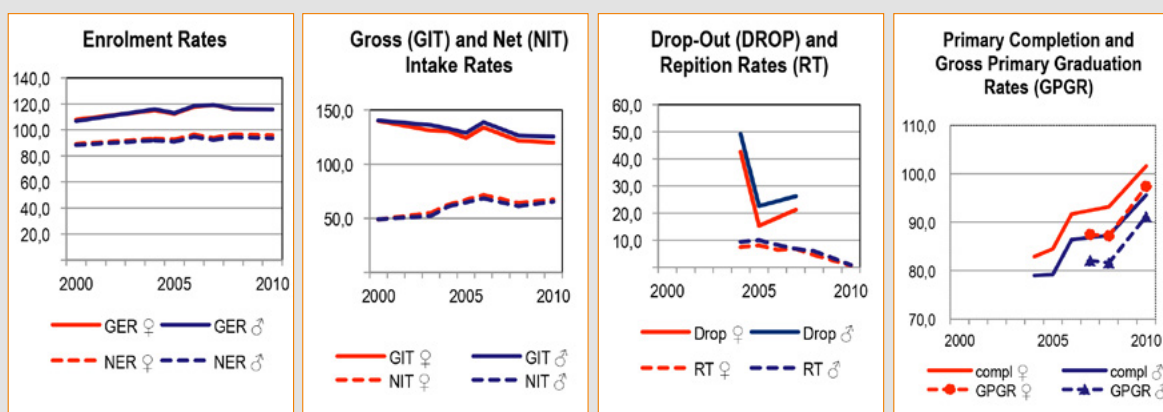 Enrolment Rates
140,0
120,0
100,0
80,0
60,0
40,0
20,0
2000 2005 2010
GER ♀ GER ♂
NER ♀ NER ♂
Gross (GIT) and Net (NIT)
Intake Rates
150,0
100,0
50,0
2000 2005 2010
GIT ♀ GIT ♂
NIT ♀ NIT ♂
Drop-Out (DROP) and
Repition Rates (RT)
60,0
50,0
40,0
30,0
20,0
10,0
2000 2005 2010
Drop ♀ Drop ♂
RT ♀ RT ♂
Primary Completion and
Gross Primary Graduation
Rates (GPGR)
110,0
100,0
90,0
80,0
70,0
2000 2005 2010
compl ♀ compl ♂
GPGR ♀ GPGR ♂